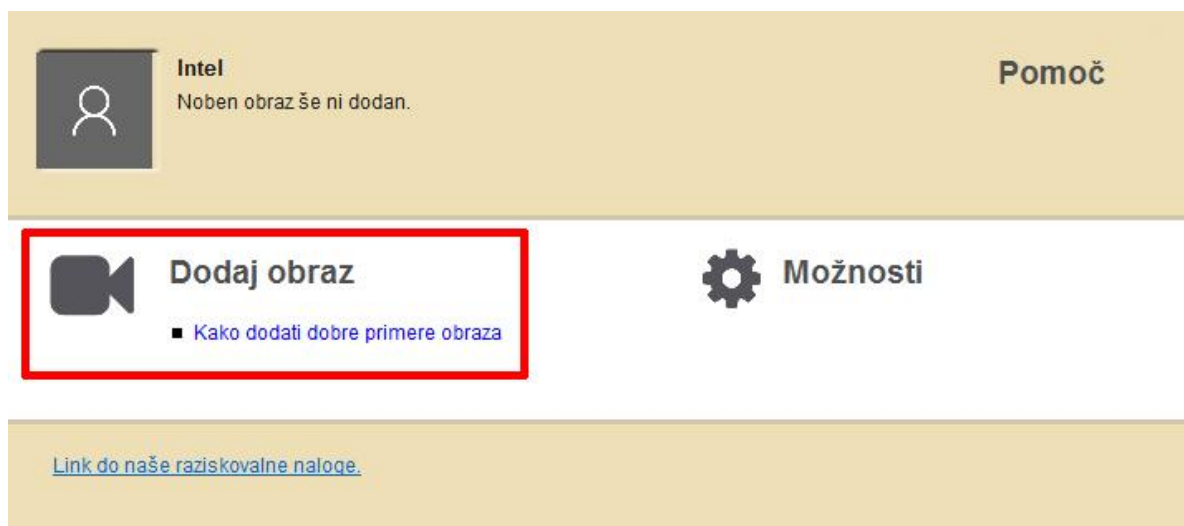 Intel
Noben obraz še ni dodan.
Pomoč
Dodaj obraz
Kako dodati dobre primere obraza
Možnosti
Link do naše raziskovalne naloge.